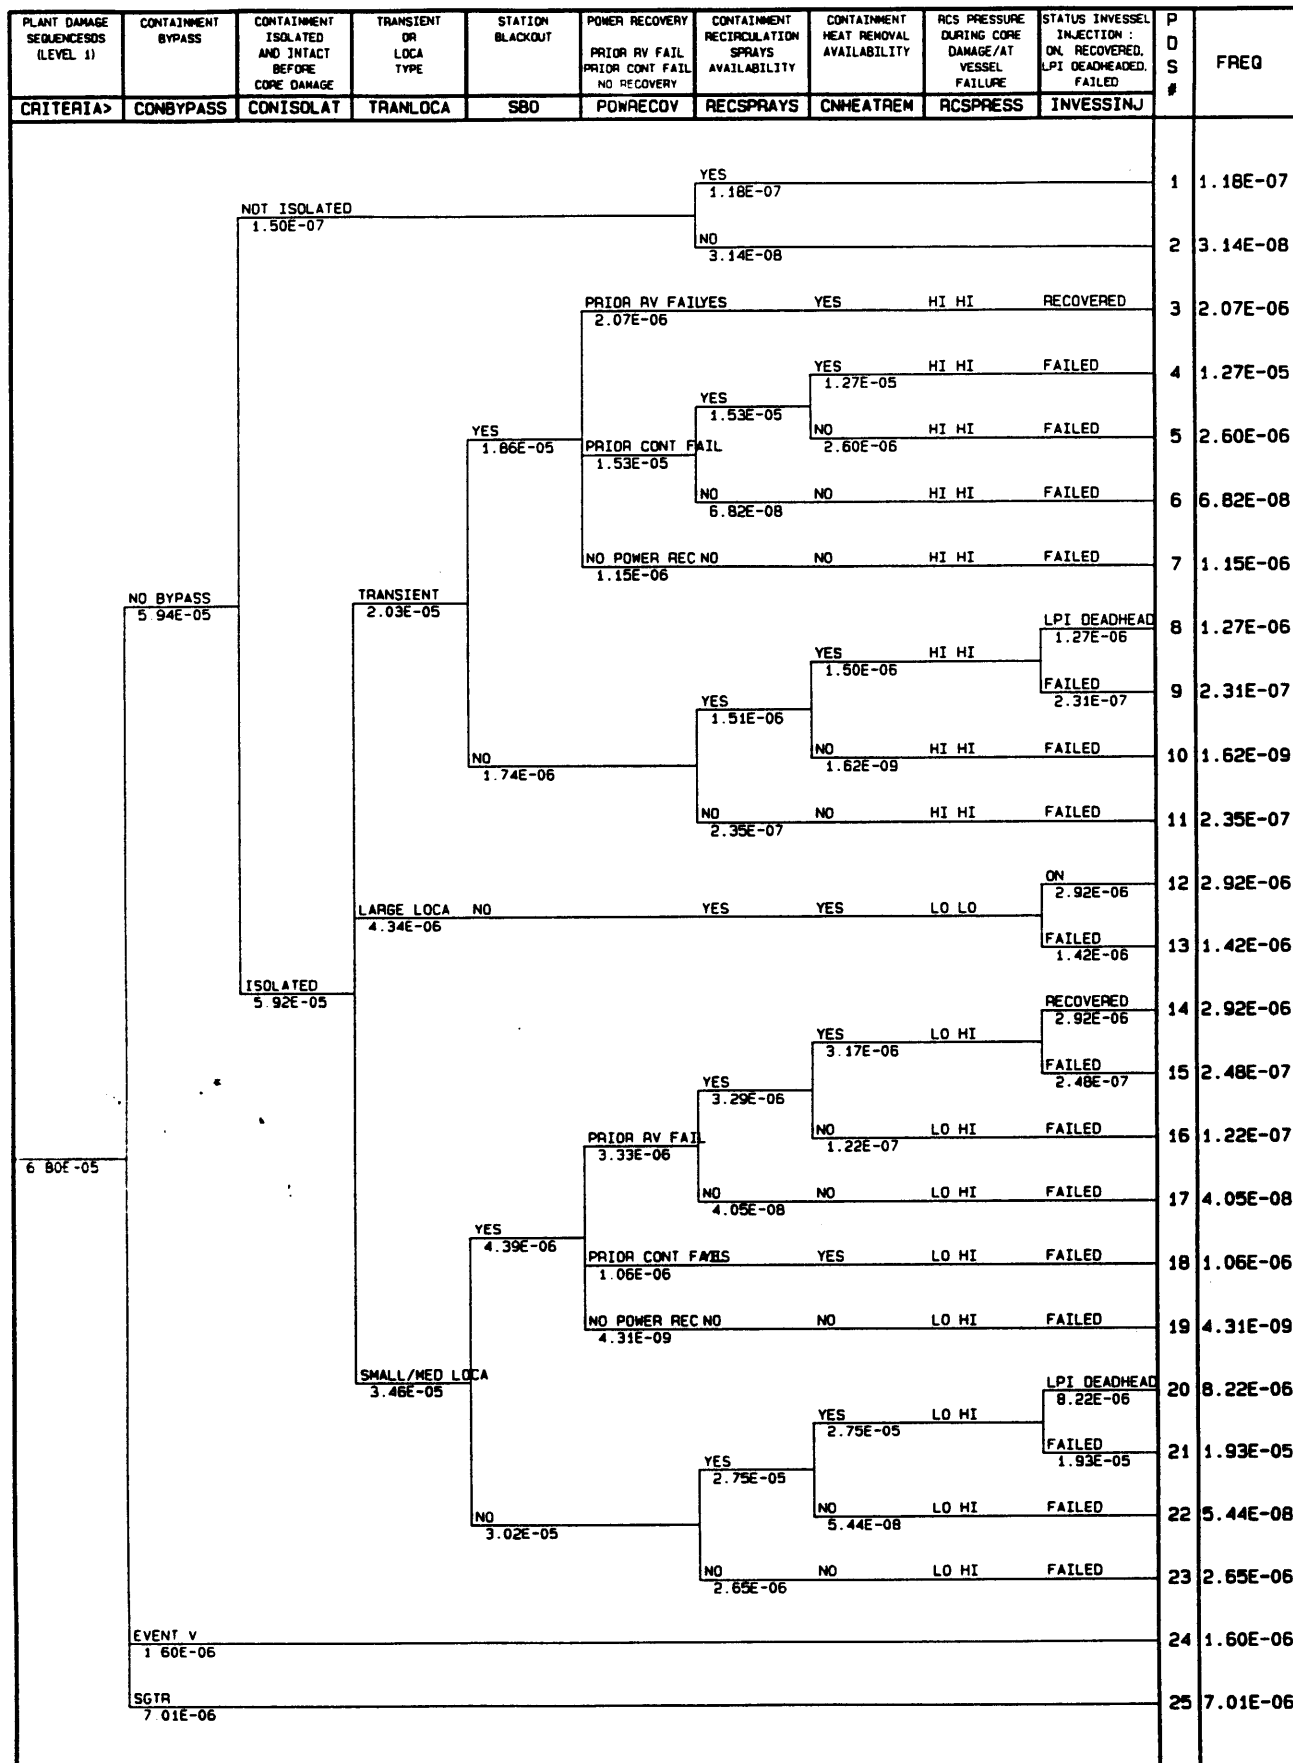 PLANT DAMAGE SEQUENCESDS (LEVEL 1)
CONTAINMENT BYPASS
CONTAINMENT ISOLATED AND INTACT BEFORE CORE DAMAGE
TRANSIENT OR LOCA TYPE
STATION BLACKOUT
POWER RECOVERY PRIOR RV FAIL PRIOR CONT FAIL NO RECOVERY
CONTAINMENT RECIRCULATION SPRAYS AVAILABILITY
CONTAINMENT HEAT REMOVAL AVAILABILITY
RCS PRESSURE DURING CORE DAMAGE/AT VESSEL FAILURE
STATUS INVESSEL INJECTION : ON, RECOVERED, LPI DEADHEADED, FAILED
P D S #
FREQ
CRITERIA> CONBYPASS CONISOLAT TRANLOCA SBO POWRECOV RECSPRAYS CNHEATREM RCSPRESS INVESSINJ
YES
1.18E-07
1 1.18E-07
NOT ISOLATED
1.50E-07
NO
3.14E-08
2 3.14E-08
PRIOR RV FAIL YES YES HI HI RECOVERED
2.07E-06
3 2.07E-06
YES HI HI FAILED
1.27E-05
4 1.27E-05
YES
1.53E-05
YES
1.86E-05
NO HI HI FAILED
2.60E-06
5 2.60E-06
PRIOR CONT FAIL
1.53E-05
NO NO HI HI FAILED
6.82E-08
6 6.82E-08
NO POWER REC NO NO HI HI FAILED
1.15E-06
7 1.15E-06
NO BYPASS
5.94E-05
TRANSIENT
2.03E-05
LPI DEADHEAD
1.27E-06
8 1.27E-06
YES HI HI
1.50E-06
FAILED
2.31E-07
9 2.31E-07
YES
1.51E-06
NO HI HI FAILED
1.62E-09
10 1.62E-09
NO
1.74E-06
NO NO HI HI FAILED
2.35E-07
11 2.35E-07
ON
2.92E-06
12 2.92E-06
LARGE LOCA NO YES YES LO LO
4.34E-06
FAILED
1.42E-06
13 1.42E-06
ISOLATED
5.92E-05
RECOVERED
2.92E-06
14 2.92E-06
YES LO HI
3.17E-06
FAILED
2.48E-07
15 2.48E-07
YES
3.29E-06
NO LO HI FAILED
1.22E-07
16 1.22E-07
PRIOR RV FAIL
3.33E-06
6.80E-05
NO NO LO HI FAILED
4.05E-08
17 4.05E-08
YES
4.39E-06
PRIOR CONT FAIL YES YES LO HI FAILED
1.06E-06
18 1.06E-06
NO POWER REC NO NO LO HI FAILED
4.31E-09
19 4.31E-09
SMALL/MED LOCA
3.46E-05
LPI DEADHEAD
8.22E-06
20 8.22E-06
YES LO HI
2.75E-05
FAILED
1.93E-05
21 1.93E-05
YES
2.75E-05
NO LO HI FAILED
5.44E-08
22 5.44E-08
NO
3.02E-05
NO NO LO HI FAILED
2.65E-06
23 2.65E-06
EVENT V
1.60E-06
24 1.60E-06
SGTR
7.01E-06
25 7.01E-06